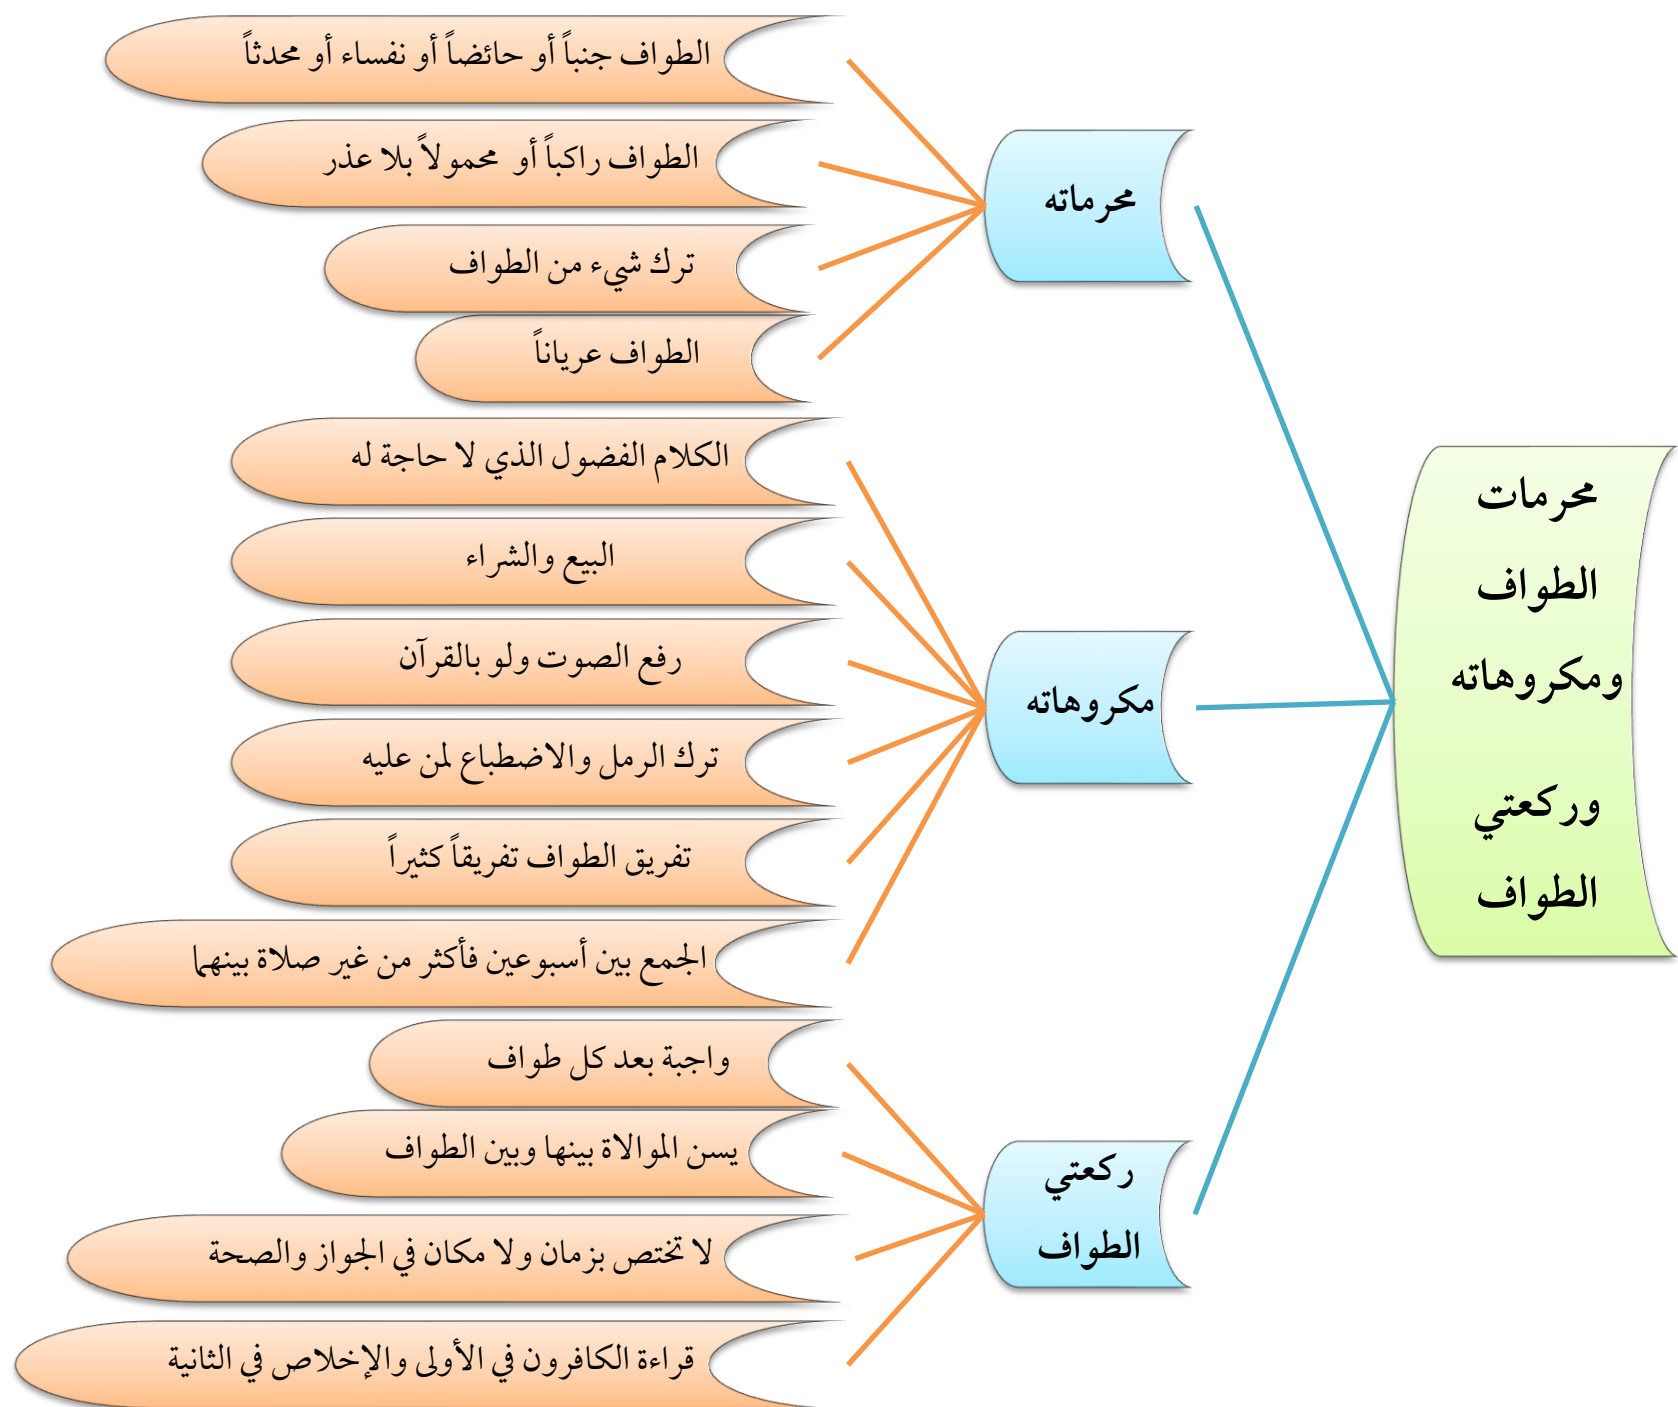 محرمات
الطواف
ومكروهاته
وركعتي
الطواف
محرماته
الطواف جنباً أو حائضاً أو نفساء أو محدثاً
الطواف راكباً أو محمولاً بلا عذر
ترك شيء من الطواف
الطواف عرياناً
مكروهاته
الكلام الفضول الذي لا حاجة له
البيع والشراء
رفع الصوت ولو بالقرآن
ترك الرمل والاضطباع لمن عليه
تفريق الطواف تفريقاً كثيراً
الجمع بين أسبوعين فأكثر من غير صلاة بينهما
ركعتي
الطواف
واجبة بعد كل طواف
يسن الموالاة بينها وبين الطواف
لا تختص بزمان ولا مكان في الجواز والصحة
قراءة الكافرون في الأولى والإخلاص في الثانية